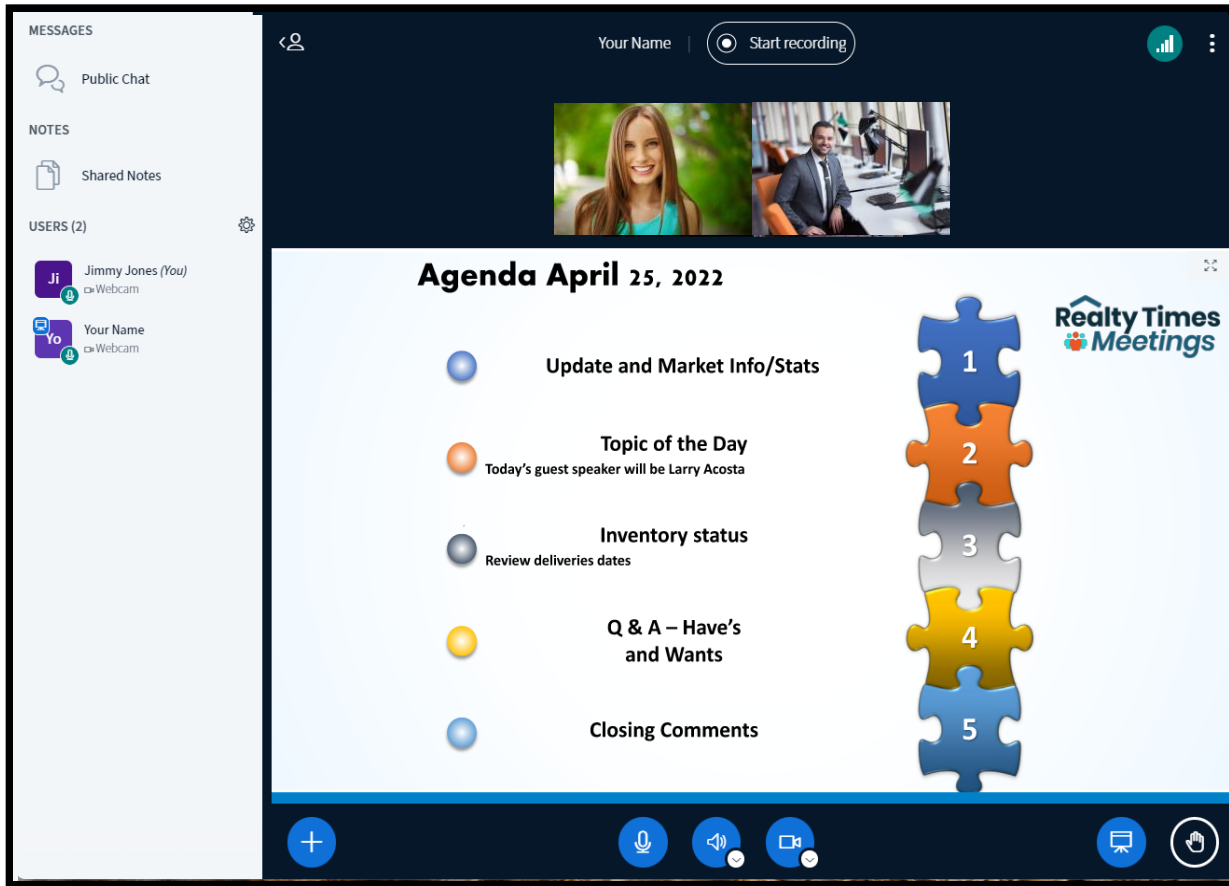 MESSAGES
Public Chat
NOTES
Shared Notes
USERS (2)
Ji
Jimmy Jones (You)
Webcam
Yo
Your Name
Webcam
Your Name
Start recording
Agenda April 25, 2022
Realty Times
Meetings
Update and Market Info/Stats
1
Topic of the Day
Today's guest speaker will be Larry Acosta
2
Inventory status
Review deliveries dates
3
Q & A – Have's
and Wants
4
Closing Comments
5